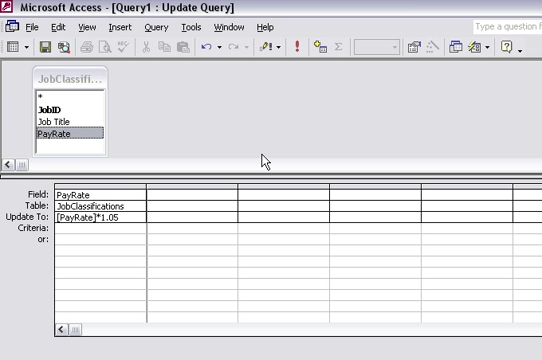 Microsoft Access - [Query1 : Update Query]
File Edit View Insert Query Tools Window Help
Type a question f
JobClassifi...
*
JobID
Job Title
PayRate
Field: PayRate
Table: JobClassifications
Update To: [PayRate]*1.05
Criteria:
or: